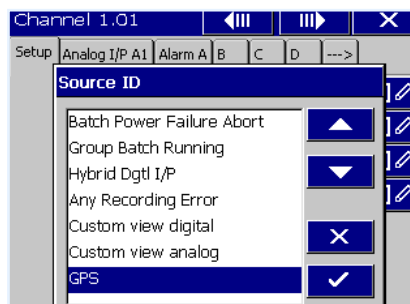 Channel 1.01
Setup Analog I/P A1 Alarm A B C D --->
Source ID
Batch Power Failure Abort
Group Batch Running
Hybrid Dgtl I/P
Any Recording Error
Custom view digital
Custom view analog
GPS